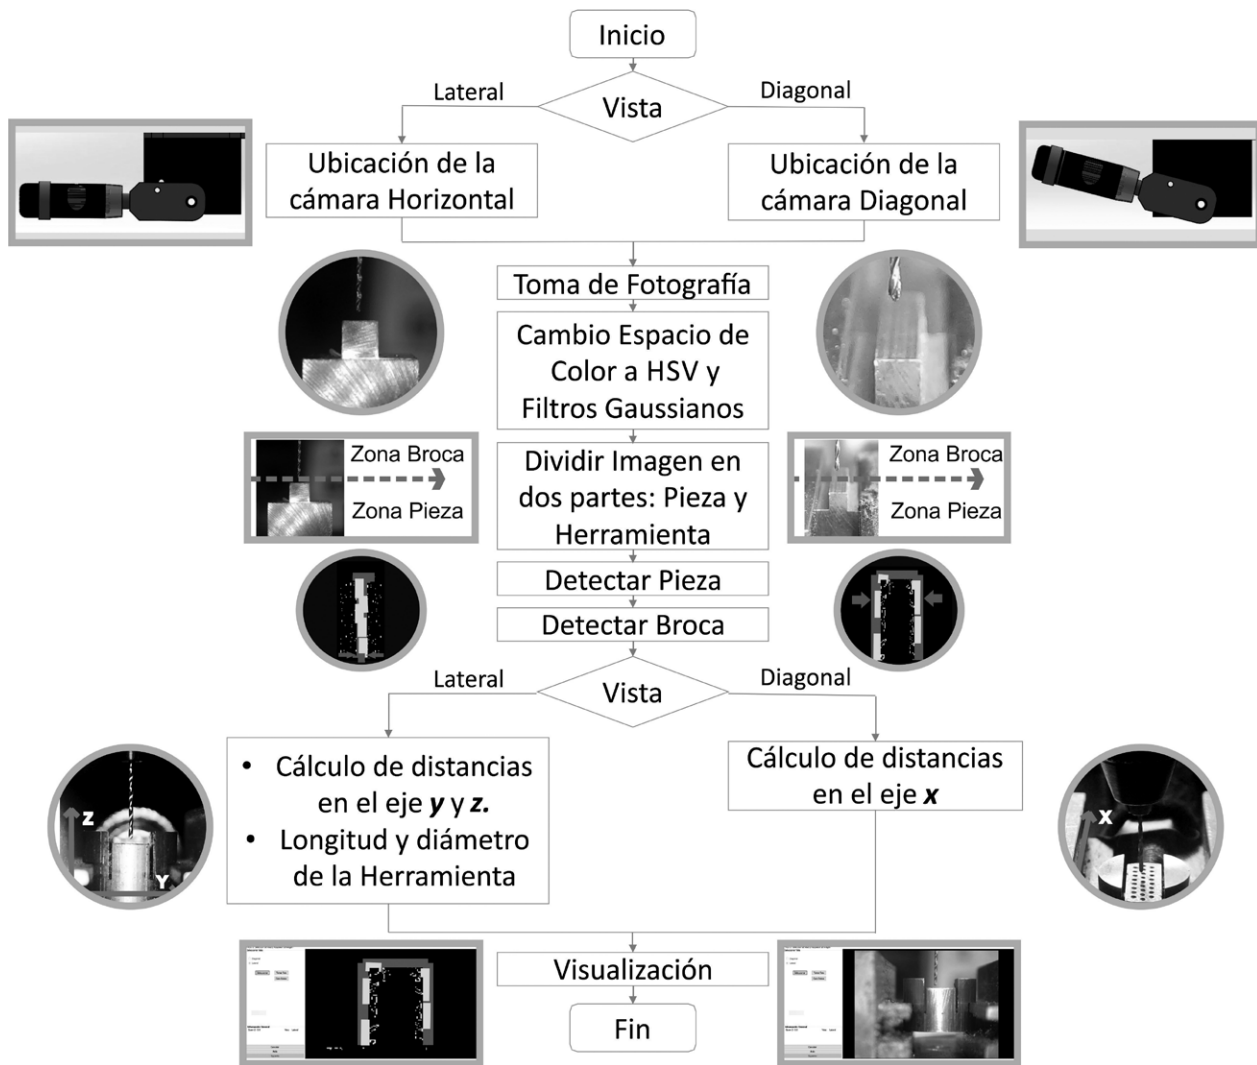 Inicio
Lateral
Diagonal
Vista
Ubicación de la
cámara Horizontal
Ubicación de la
cámara Diagonal
Toma de Fotografía
Cambio Espacio de
Color a HSV y
Filtros Gaussianos
Zona Broca
Zona Pieza
Dividir Imagen en
dos partes: Pieza y
Herramienta
Zona Broca
Zona Pieza
Detectar Pieza
Detectar Broca
Lateral
Diagonal
Vista
• Cálculo de distancias
en el eje y y z.
• Longitud y diámetro
de la Herramienta
Cálculo de distancias
en el eje x
Z
Y
X
Visualización
Fin